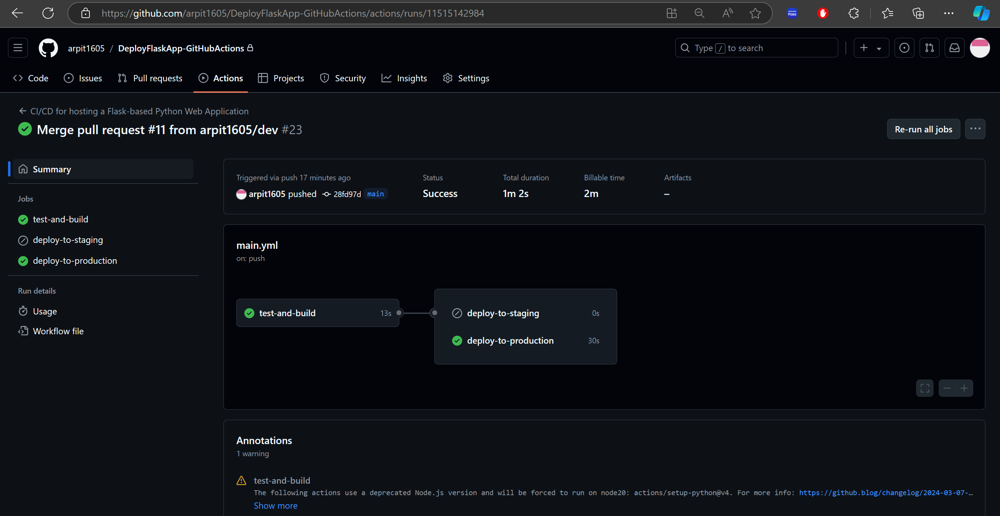 https://github.com/arpit1605/DeployFlaskApp-GitHubActions/actions/runs/11515142984
SAMSUNG Pass
arpit1605 / DeployFlaskApp-GitHubActions
Type / to search
Code Issues Pull requests Actions Projects Security Insights Settings
CI/CD for hosting a Flask-based Python Web Application
Merge pull request #11 from arpit1605/dev #23
Re-run all jobs
Summary
Jobs
test-and-build
deploy-to-staging
deploy-to-production
Run details
Usage
Workflow file
Triggered via push 17 minutes ago Status Total duration Billable time Artifacts
arpit1605 pushed 28fd97d main Success 1m 2s 2m –
main.yml
on: push
test-and-build 13s
deploy-to-staging 0s
deploy-to-production 30s
Annotations
1 warning
test-and-build
The following actions use a deprecated Node.js version and will be forced to run on node20: actions/setup-python@v4. For more info: https://github.blog/changelog/2024-03-07-…
Show more